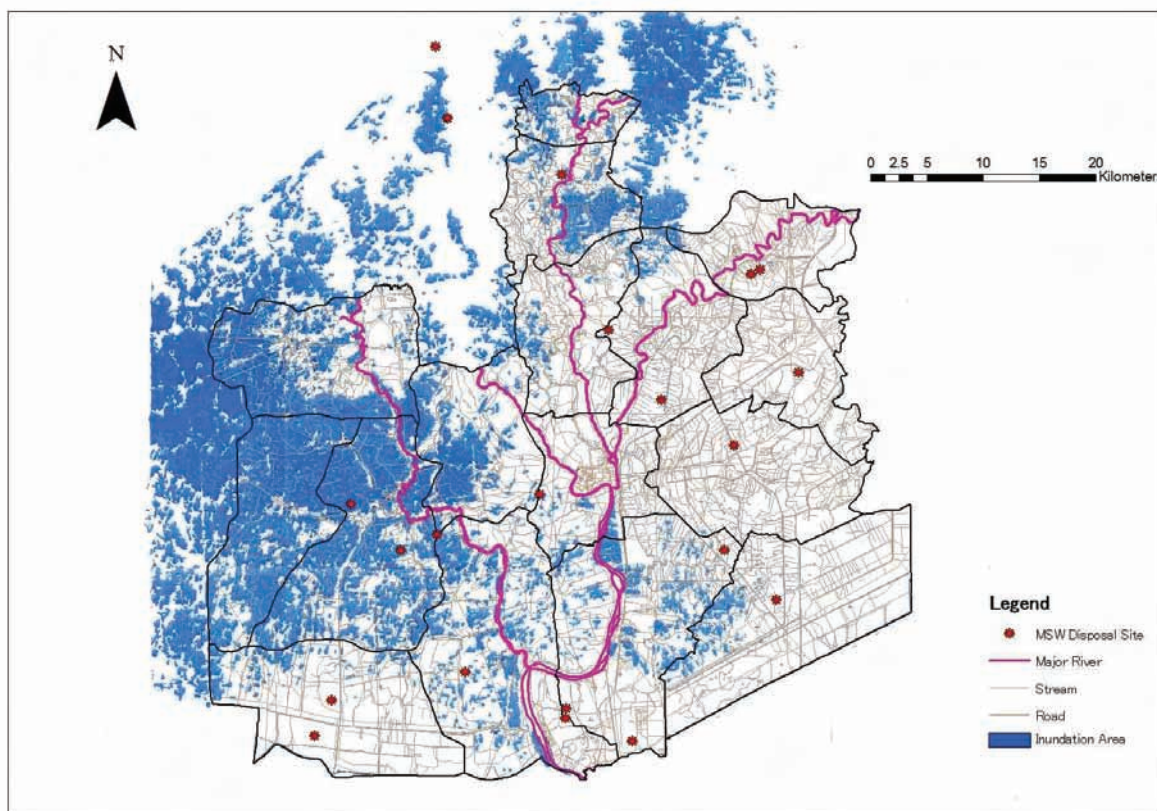 N
0 2.5 5 10 15 20
Kilometer
Legend
MSW Disposal Site
Major River
Stream
Road
Inundation Area